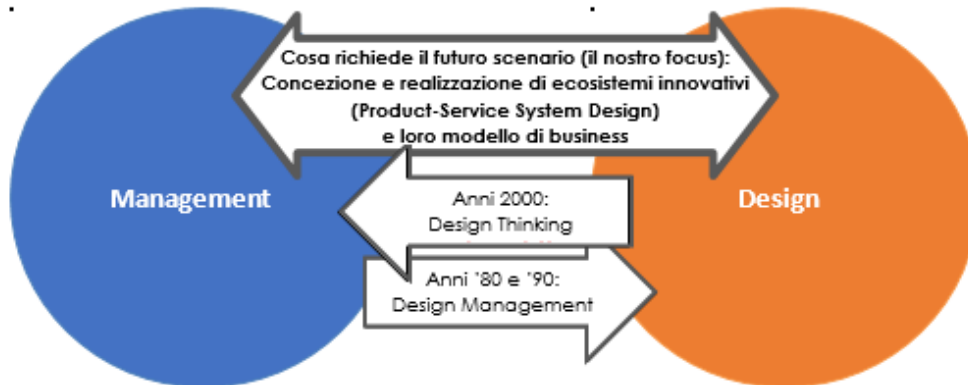 Cosa richiede il futuro scenario (il nostro focus):
Concezione e realizzazione di ecosistemi innovativi
(Product-Service System Design)
e loro modello di business
Management
Design
Anni 2000:
Design Thinking
Anni '80 e '90:
Design Management